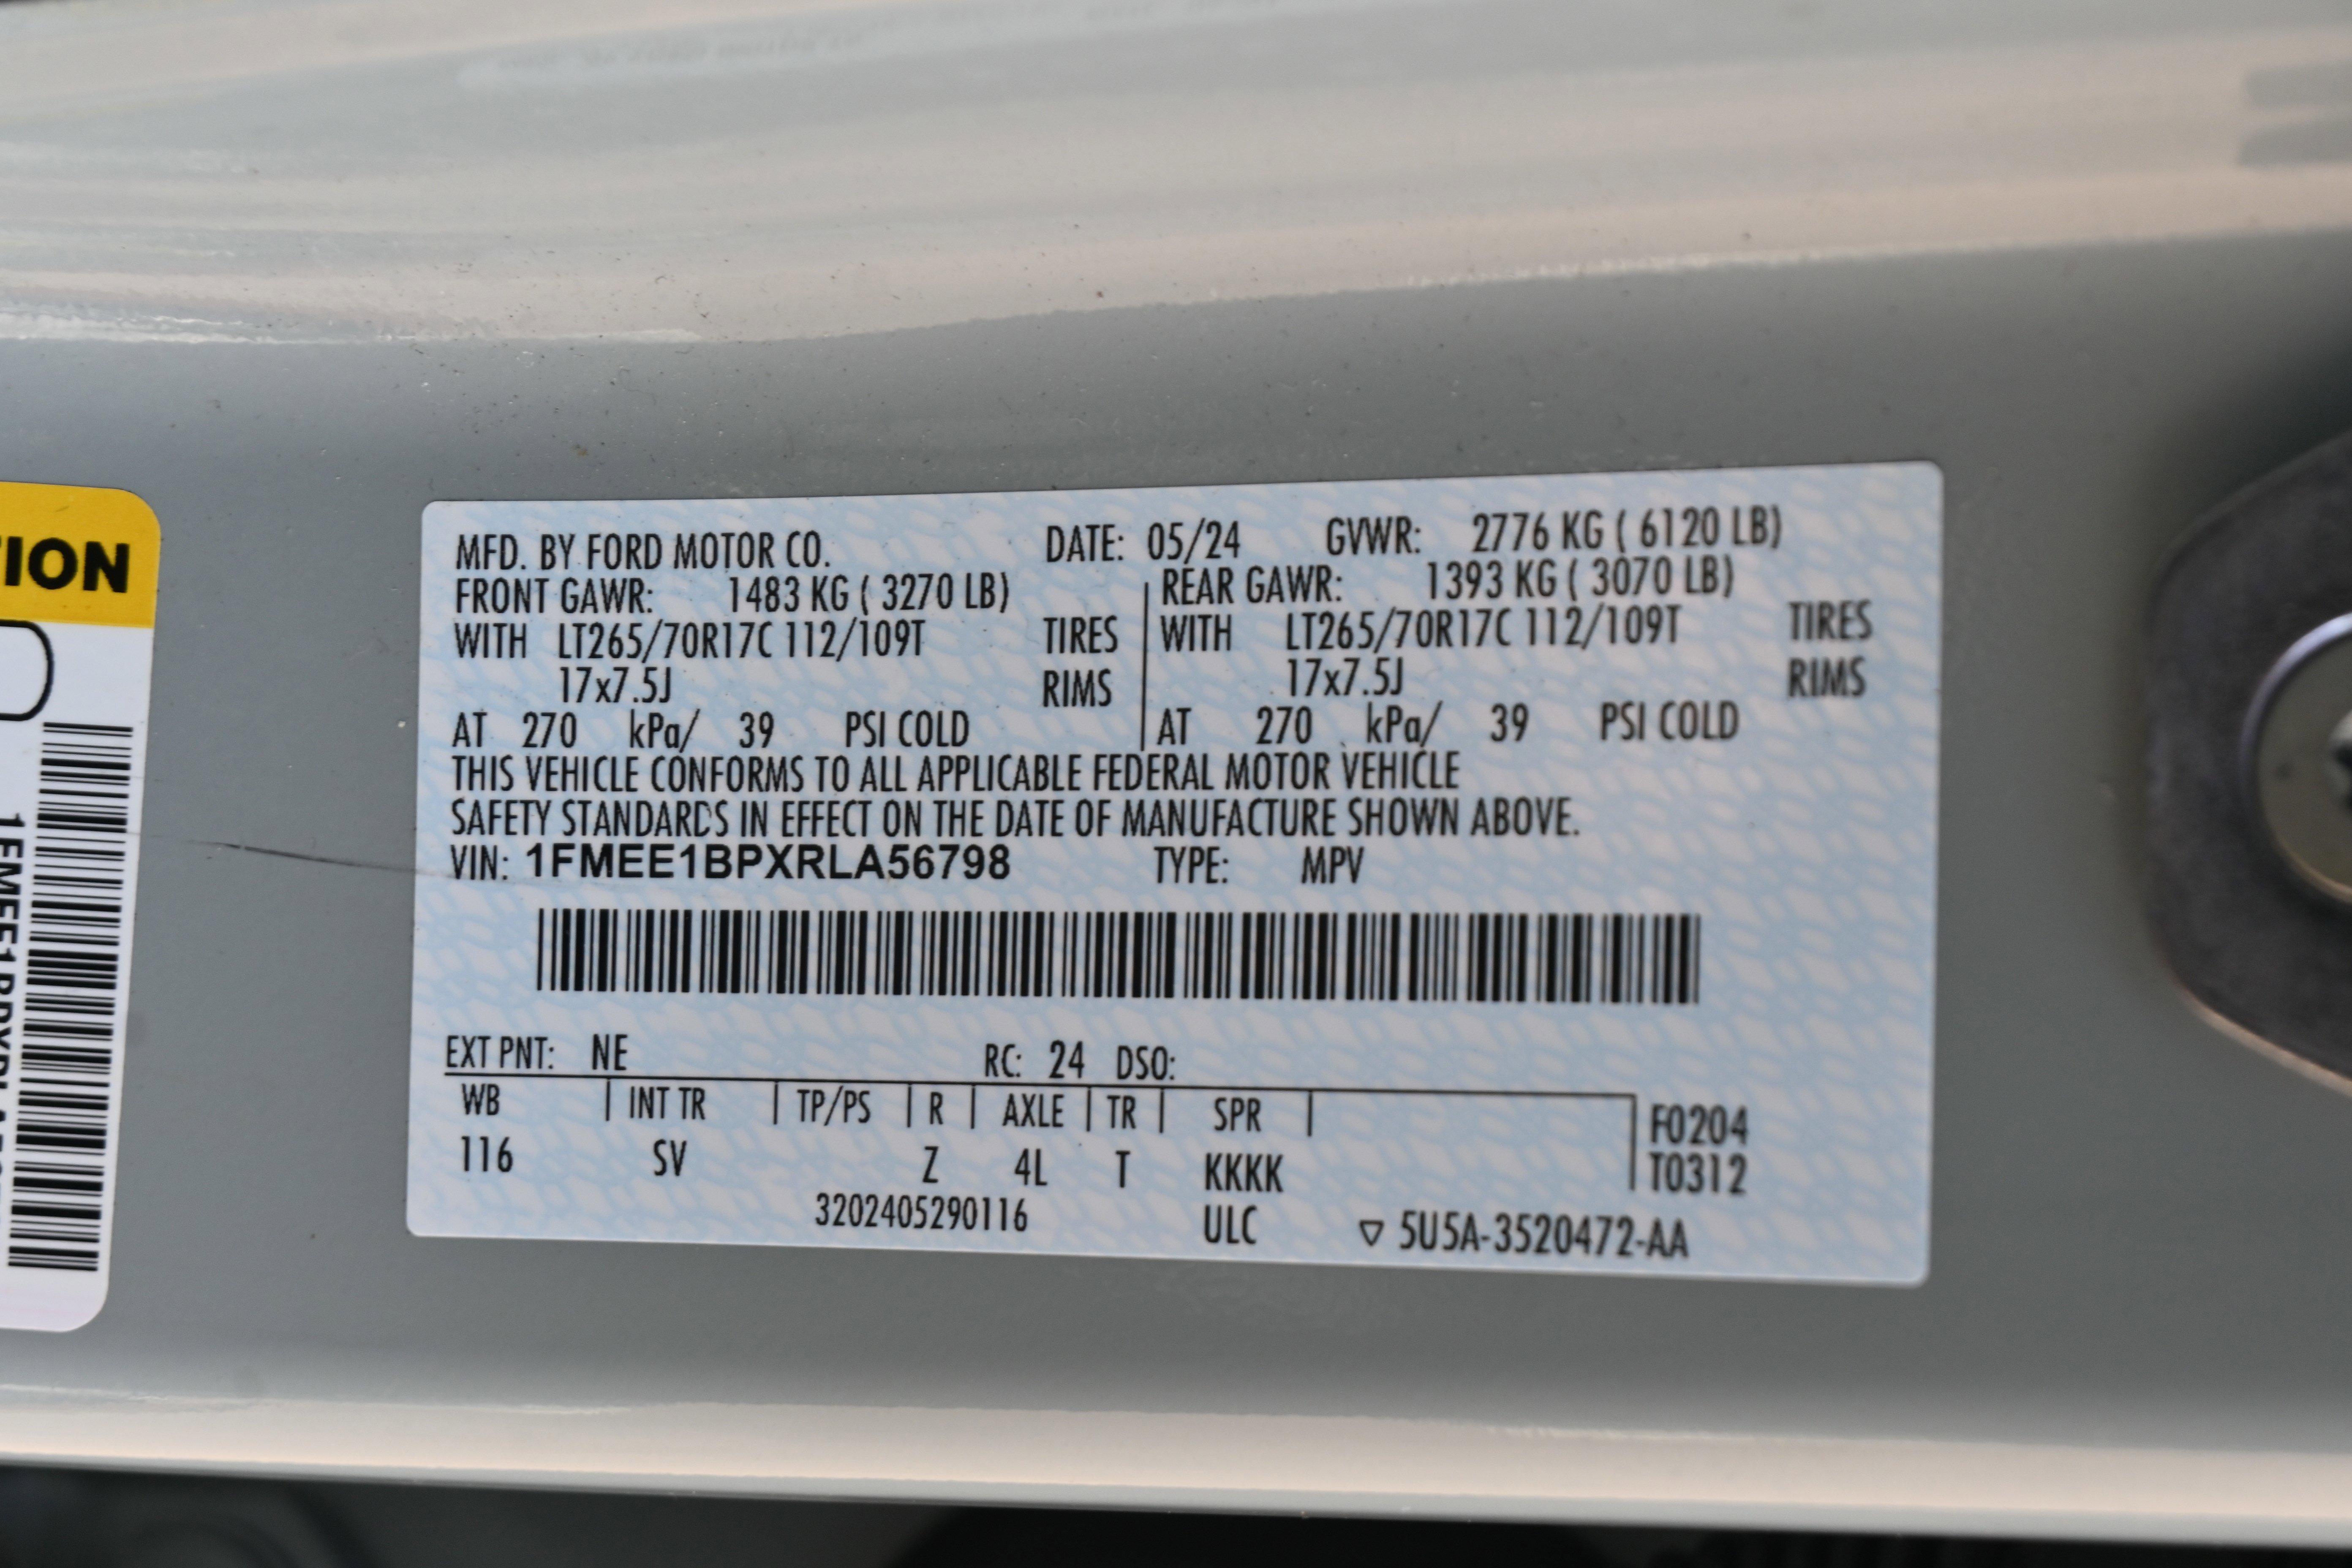 MFD. BY FORD MOTOR CO. DATE: 05/24 GVWR: 2776 KG ( 6120 LB)
FRONT GAWR: 1483 KG ( 3270 LB) REAR GAWR: 1393 KG ( 3070 LB)
WITH LT265/70R17C 112/109T TIRES WITH LT265/70R17C 112/109T TIRES
17x7.5J RIMS 17x7.5J RIMS
AT 270 kPa/ 39 PSI COLD AT 270 kPa/ 39 PSI COLD
THIS VEHICLE CONFORMS TO ALL APPLICABLE FEDERAL MOTOR VEHICLE
SAFETY STANDARDS IN EFFECT ON THE DATE OF MANUFACTURE SHOWN ABOVE.
VIN: 1FMEE1BPXRLA56798 TYPE: MPV
EXT PNT: NE RC: 24 DSO:
WB INT TR TP/PS R AXLE TR SPR F0204
116 SV Z 4L T KKKK T0312
3202405290116 ULC ▽ 5U5A-3520472-AA
TION